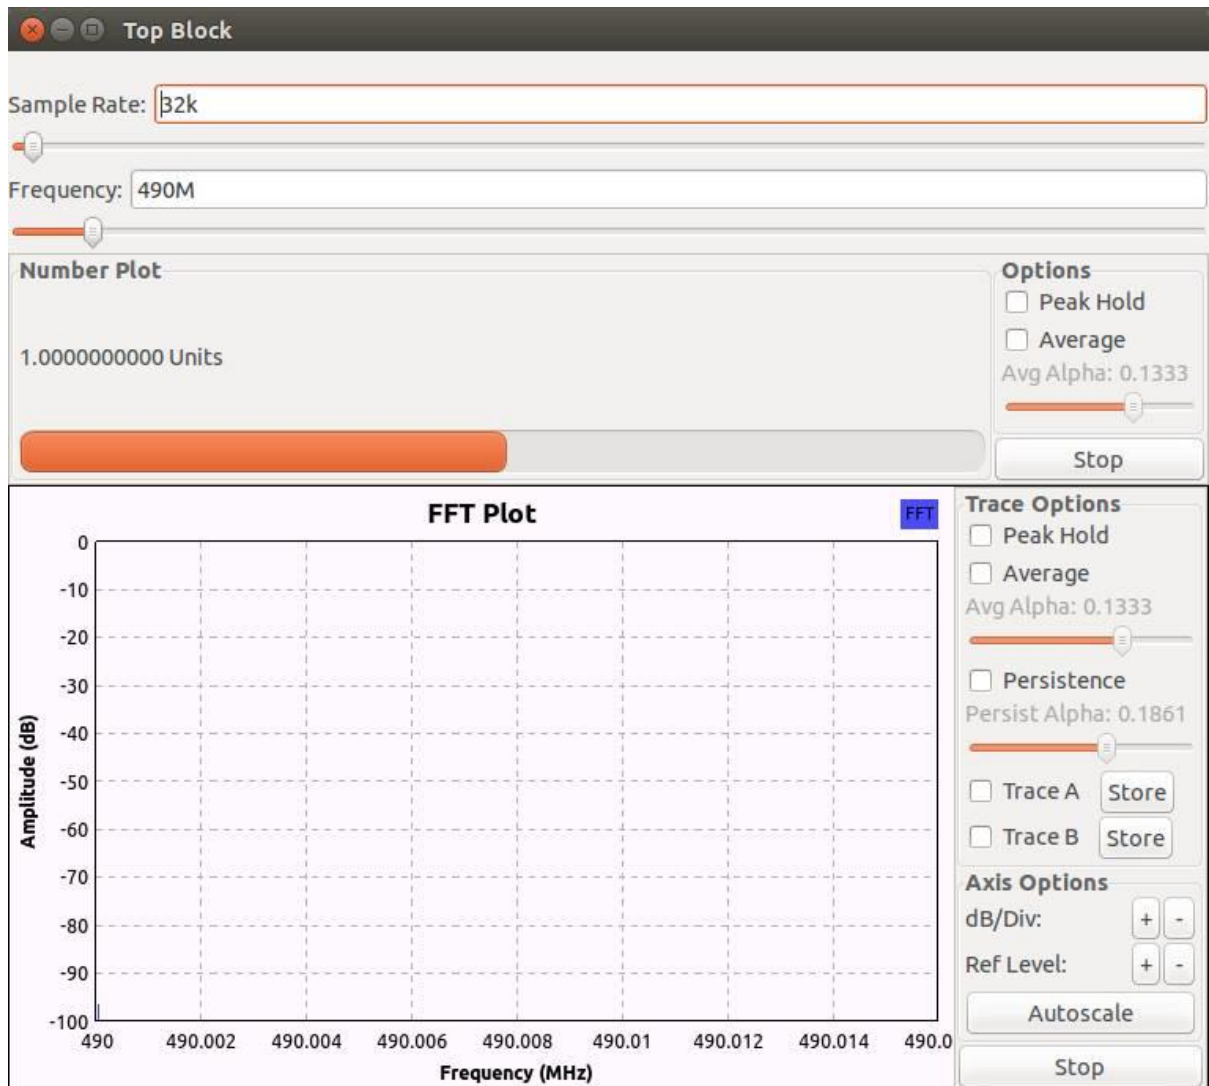 Top Block
Sample Rate: 32k
Frequency: 490M
Number Plot
1.0000000000 Units
Options
Peak Hold
Average
Avg Alpha: 0.1333
Stop
FFT Plot
FFT
Amplitude (dB)
0
-10
-20
-30
-40
-50
-60
-70
-80
-90
-100
490 490.002 490.004 490.006 490.008 490.01 490.012 490.014 490.0
Frequency (MHz)
Trace Options
Peak Hold
Average
Avg Alpha: 0.1333
Persistence
Persist Alpha: 0.1861
Trace A Store
Trace B Store
Axis Options
dB/Div: + -
Ref Level: + -
Autoscale
Stop